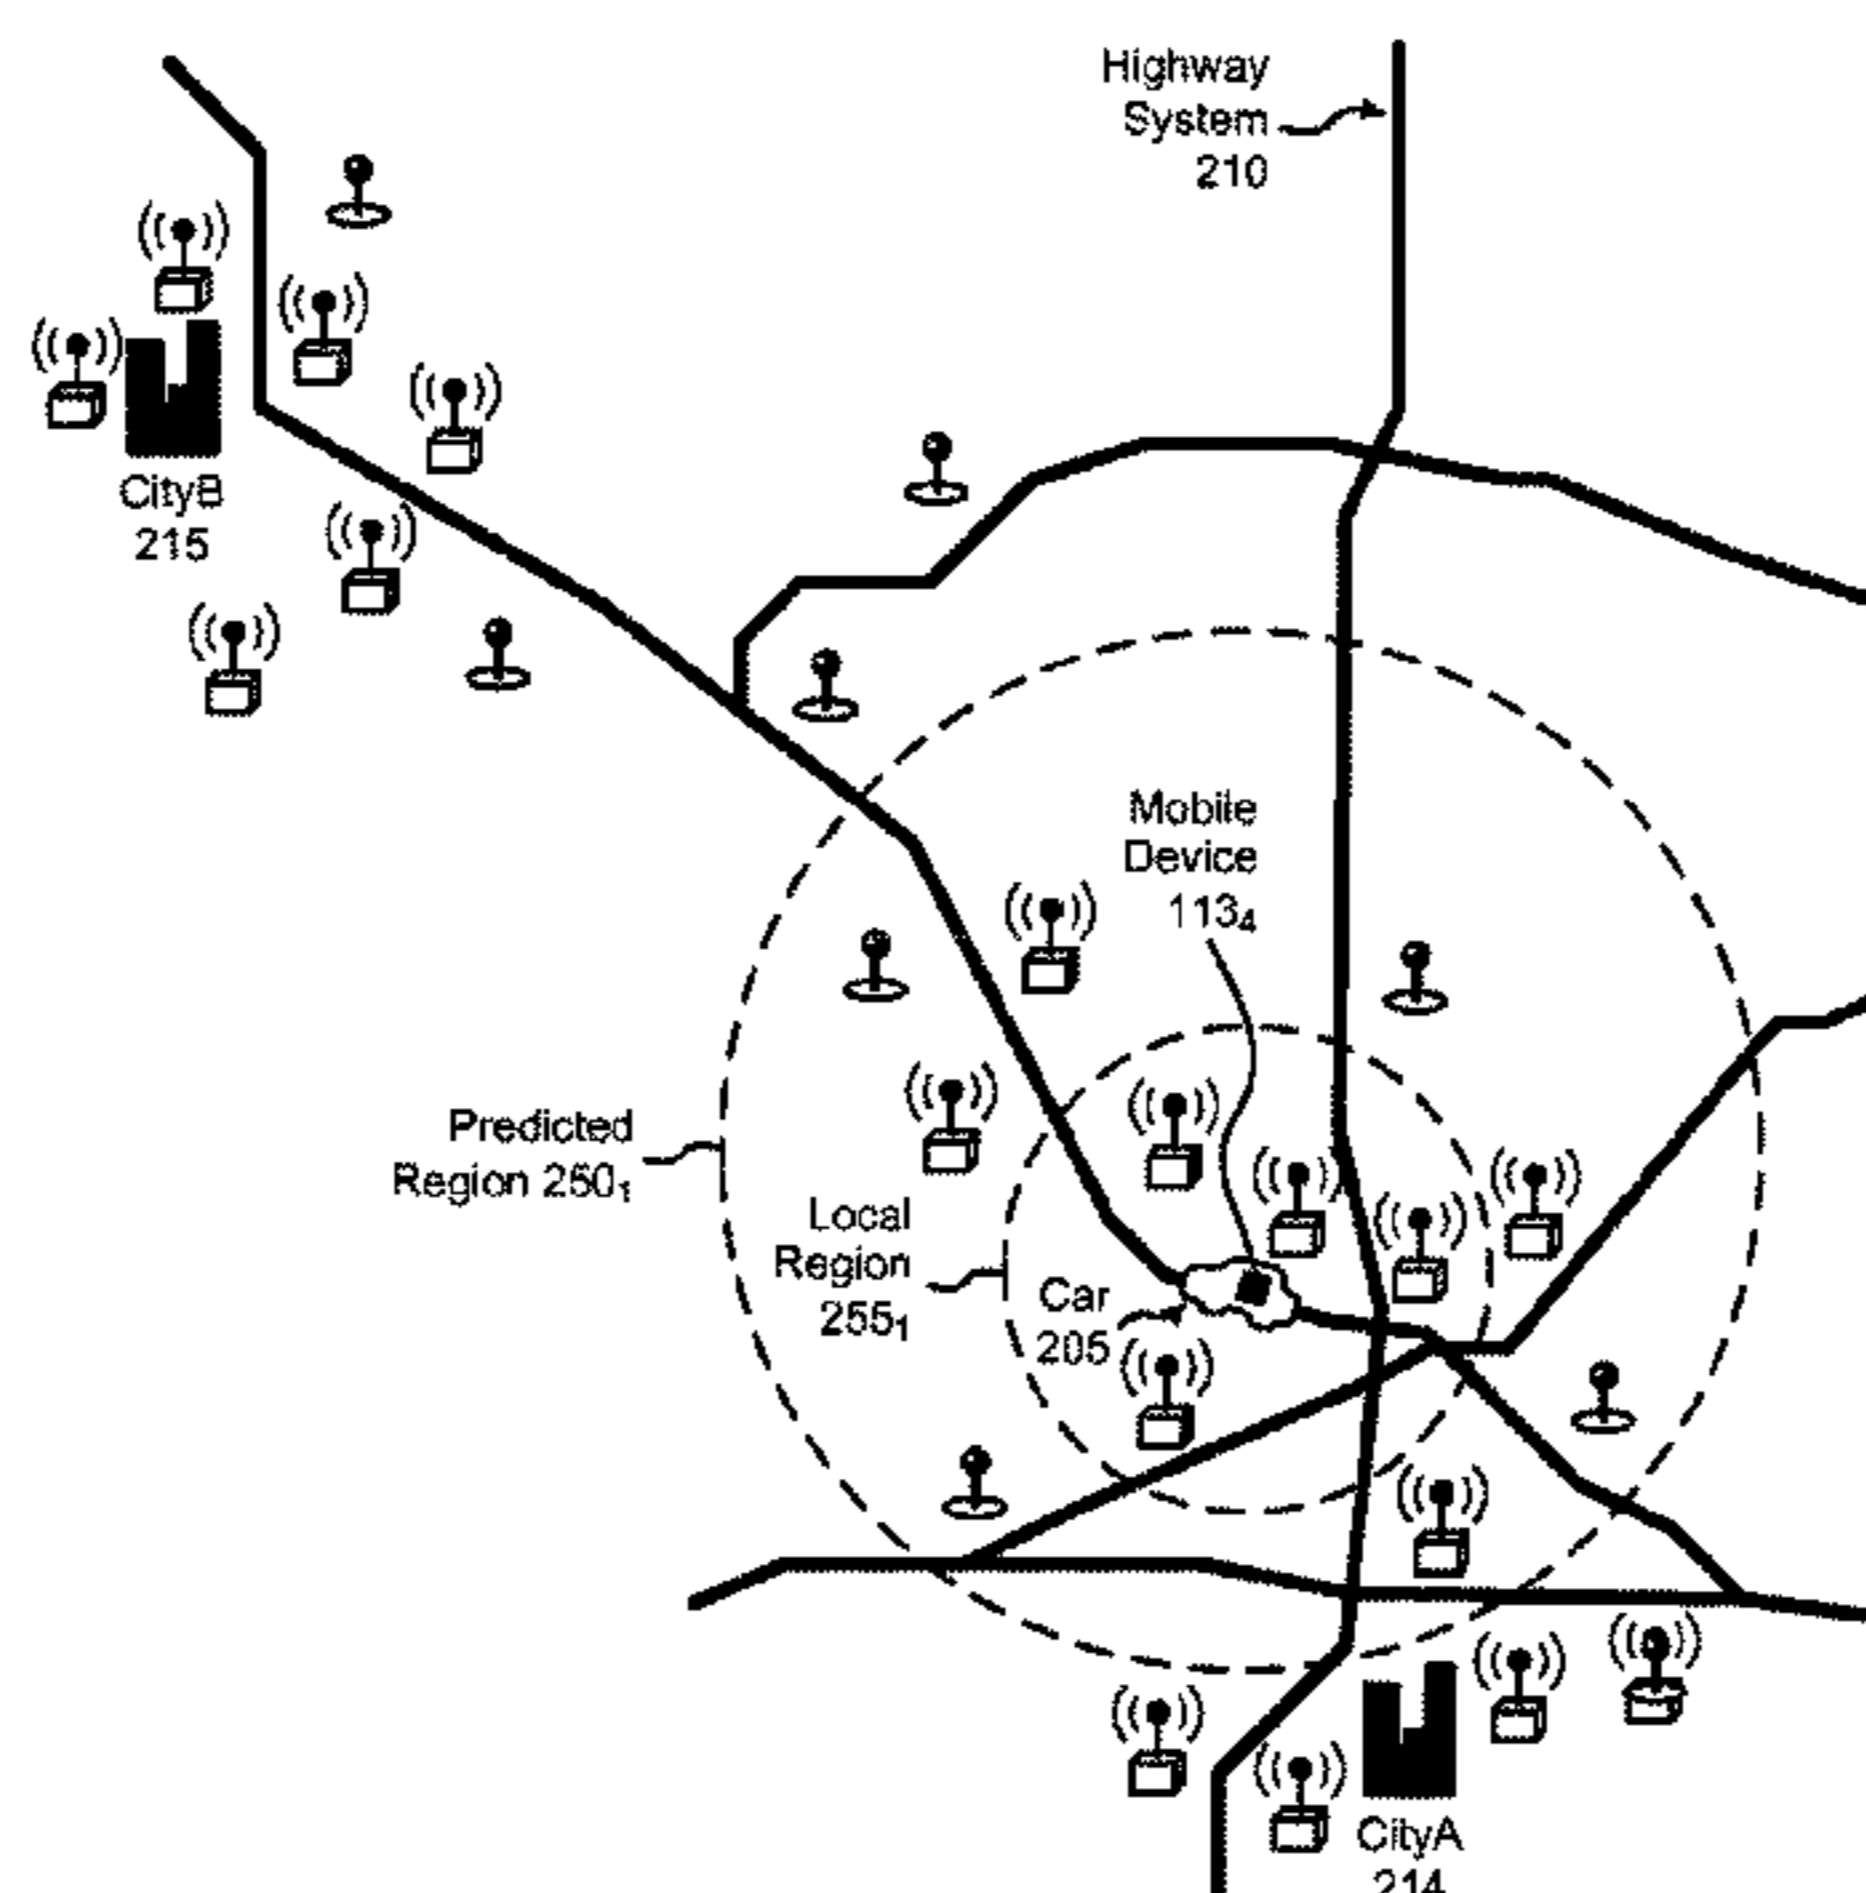 Highway
System
210
CityB
215
Mobile
Device
113₄
Predicted
Region 250₁
Local
Region
255₁
Car
205
CityA
214